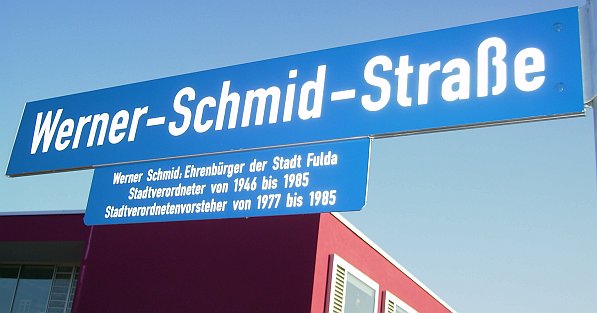 Werner-Schmid-Straße
Werner Schmid, Ehrenbürger der Stadt Fulda
Stadtverordneter von 1946 bis 1985
Stadtverordnetenvorsteher von 1977 bis 1985